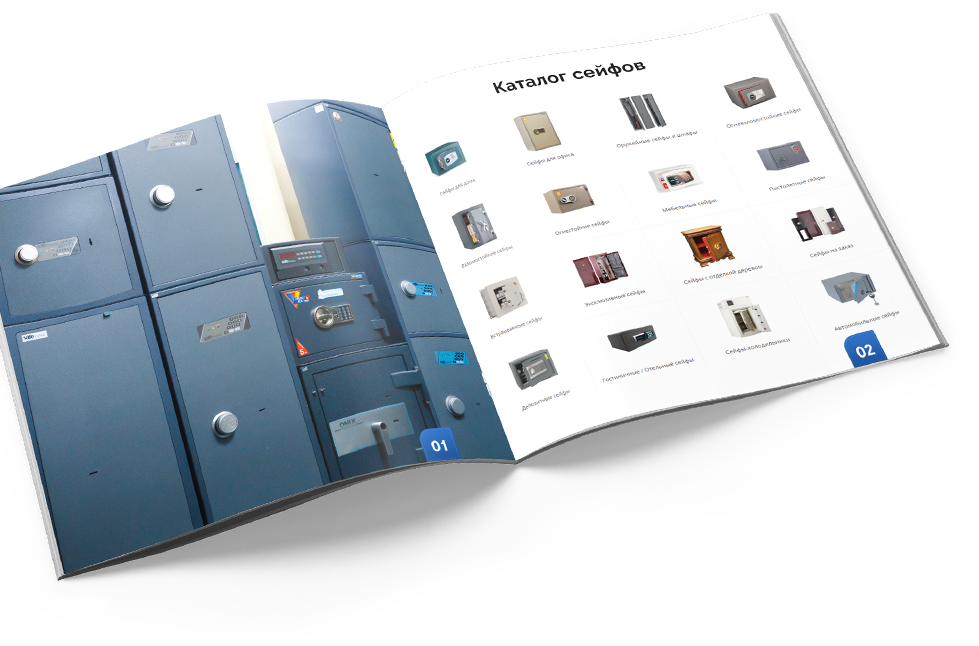 Каталог сейфов
Сейфы для дома
Сейфы для офиса
Оружейные сейфы и шкафы
Огневзломостойкие сейфы
Взломостойкие сейфы
Огнестойкие сейфы
Мебельные сейфы
Пистолетные сейфы
Встраиваемые сейфы
Эксклюзивные сейфы
Сейфы с отделкой деревом
Сейфы на заказ
Депозитные сейфы
Гостиничные / Отельные сейфы
Сейфы-холодильники
Автомобильные сейфы
01
02